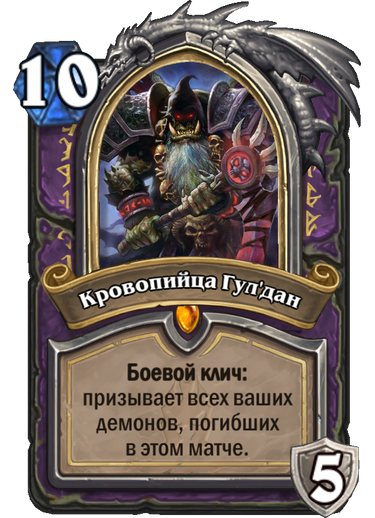 10
Кровопийца Гул'дан
Боевой клич:
призывает всех ваших
демонов, погибших
в этом матче.
5